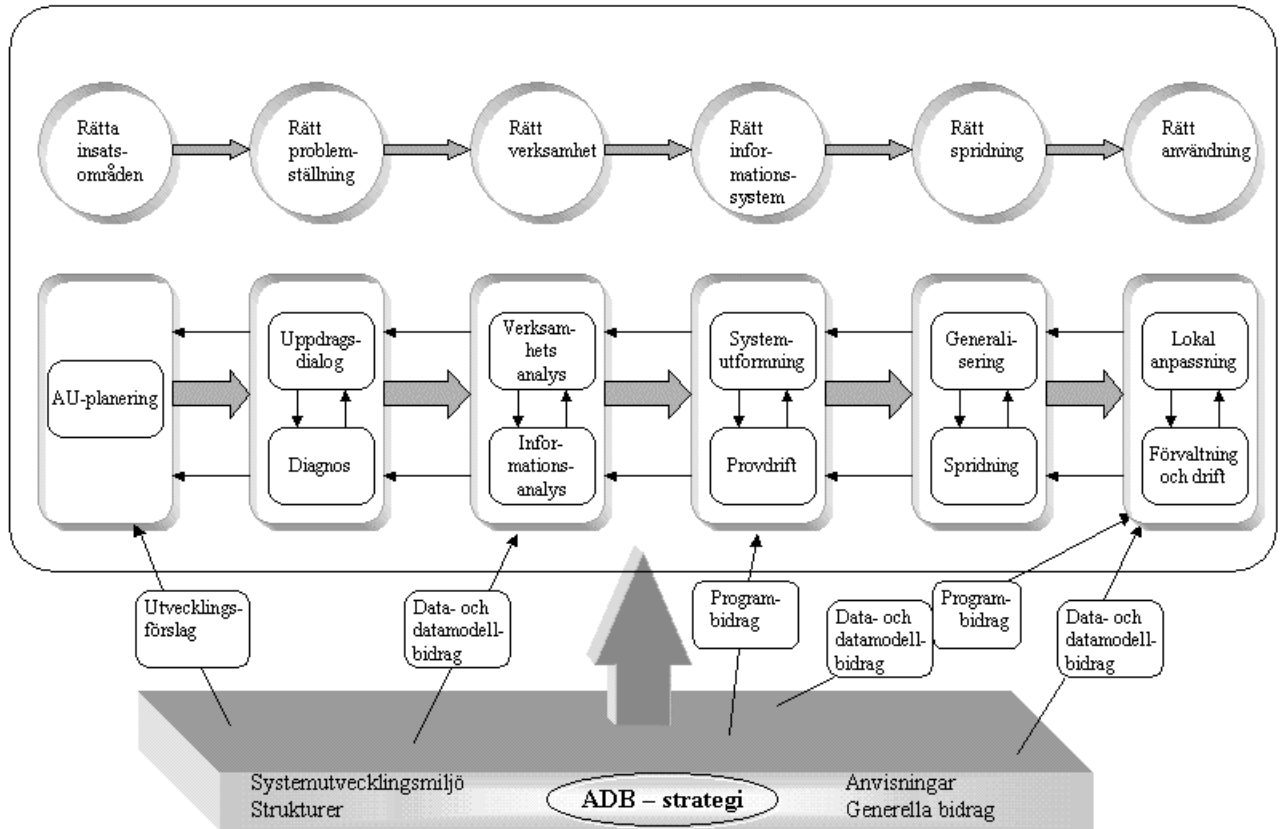 Rätta
insats-
områden
Rätt
problem-
ställning
Rätt
verksamhet
Rätt
infor-
mations-
system
Rätt
spridning
Rätt
användning
AU-planering
Uppdrags-
dialog
Diagnos
Verksam-
hets
analys
Infor-
mations-
analys
System-
utformning
Provdrift
Generali-
sering
Spridning
Lokal
anpassning
Förvaltning
och drift
Utvecklings-
förslag
Data- och
datamodell-
bidrag
Program-
bidrag
Data- och
datamodell-
bidrag
Program-
bidrag
Data- och
datamodell-
bidrag
Systemutvecklingsmiljö
Strukturer
ADB – strategi
Anvisningar
Generella bidrag